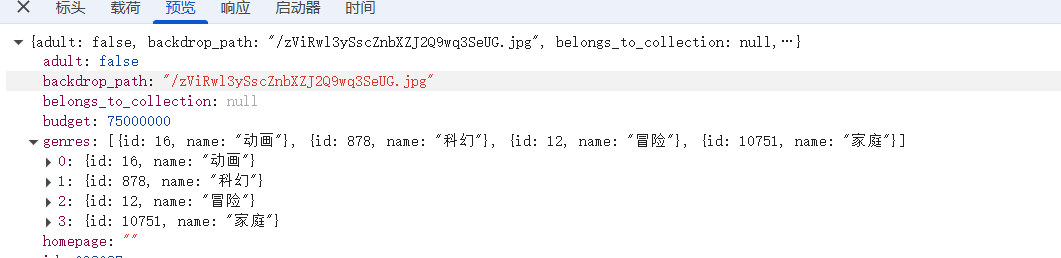 标头 载荷 预览 响应 启动器 时间
{adult: false, backdrop_path: "/zViRwl3ySscZnbXZJ2Q9wq3SeUG.jpg", belongs_to_collection: null,…}
adult: false
backdrop_path: "/zViRwl3ySscZnbXZJ2Q9wq3SeUG.jpg"
belongs_to_collection: null
budget: 75000000
genres: [{id: 16, name: "动画"}, {id: 878, name: "科幻"}, {id: 12, name: "冒险"}, {id: 10751, name: "家庭"}]
0: {id: 16, name: "动画"}
1: {id: 878, name: "科幻"}
2: {id: 12, name: "冒险"}
3: {id: 10751, name: "家庭"}
homepage: ""